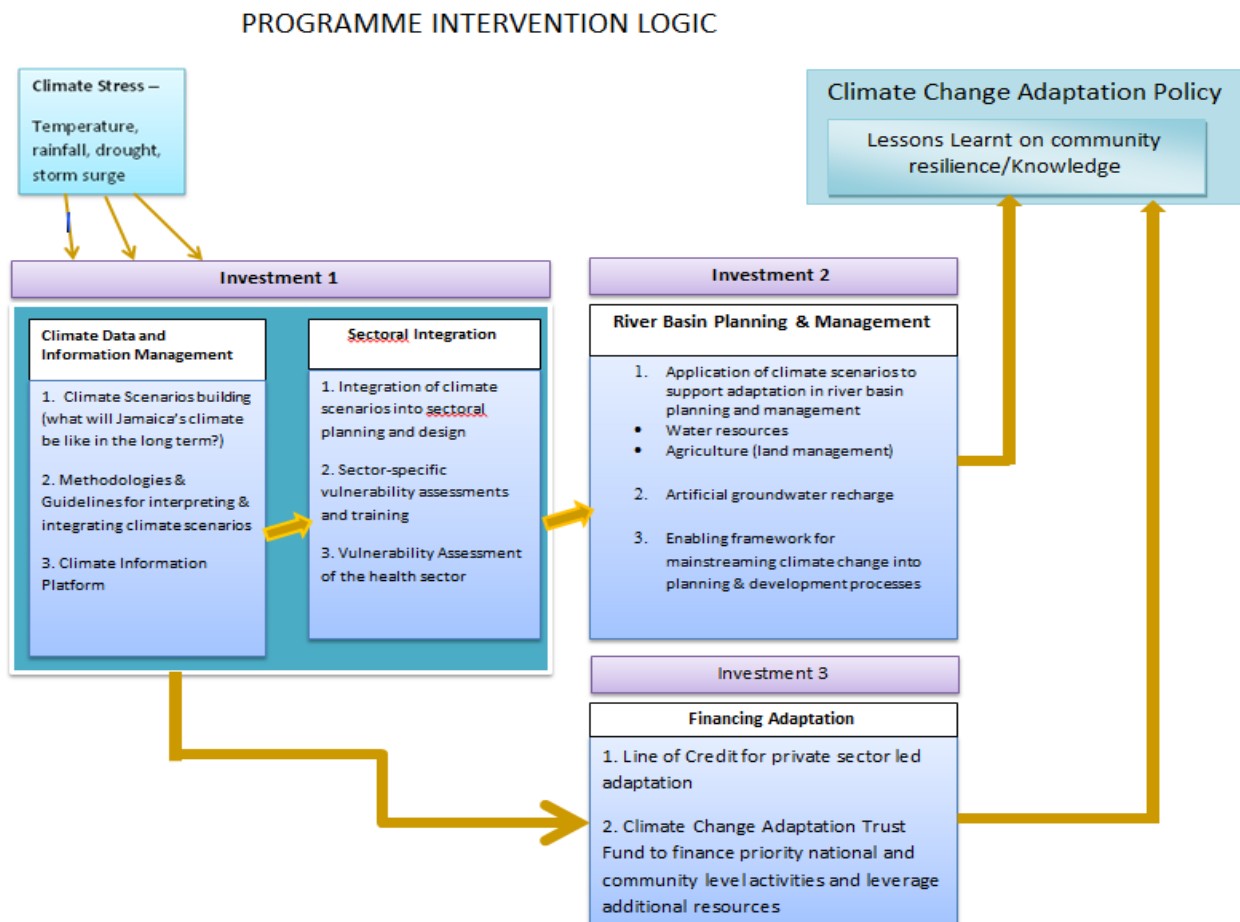 PROGRAMME INTERVENTION LOGIC
Climate Stress –
Temperature,
rainfall, drought,
storm surge
Climate Change Adaptation Policy
Lessons Learnt on community
resilience/Knowledge
Investment 1
Climate Data and
Information Management
1. Climate Scenarios building
(what will Jamaica's climate
be like in the long term?)
2. Methodologies &
Guidelines for interpreting &
integrating climate scenarios
3. Climate Information
Platform
Sectoral Integration
1. Integration of climate
scenarios into sectoral
planning and design
2. Sector-specific
vulnerability assessments
and training
3. Vulnerability Assessment
of the health sector
Investment 2
River Basin Planning & Management
1. Application of climate scenarios to
support adaptation in river basin
planning and management
• Water resources
• Agriculture (land management)
2. Artificial groundwater recharge
3. Enabling framework for
mainstreaming climate change into
planning & development processes
Investment 3
Financing Adaptation
1. Line of Credit for private sector led
adaptation
2. Climate Change Adaptation Trust
Fund to finance priority national and
community level activities and leverage
additional resources